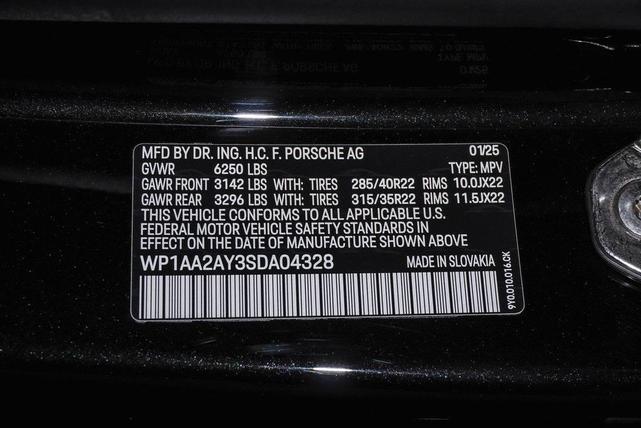 MFD BY DR. ING. H.C. F. PORSCHE AG 01/25
GVWR 6250 LBS TYPE: MPV
GAWR FRONT 3142 LBS WITH: TIRES 285/40R22 RIMS 10.0JX22
GAWR REAR 3296 LBS WITH: TIRES 315/35R22 RIMS 11.5JX22
THIS VEHICLE CONFORMS TO ALL APPLICABLE U.S.
FEDERAL MOTOR VEHICLE SAFETY STANDARDS IN
EFFECT ON THE DATE OF MANUFACTURE SHOWN ABOVE
WP1AA2AY3SDA04328 MADE IN SLOVAKIA
9Y0.010.016.CK